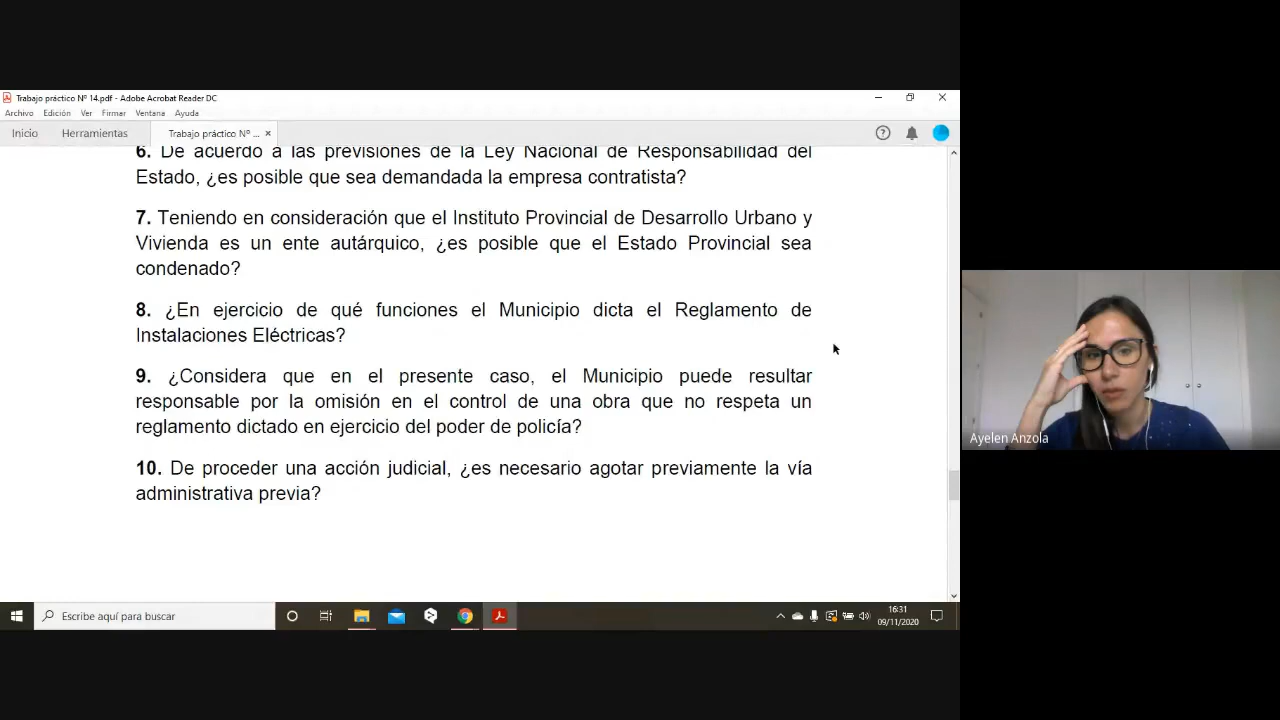 Trabajo práctico Nº 14.pdf - Adobe Acrobat Reader DC
Archivo Edición Ver Firmar Ventana Ayuda
Inicio Herramientas Trabajo práctico Nº ... ×
6. De acuerdo a las previsiones de la Ley Nacional de Responsabilidad del
Estado, ¿es posible que sea demandada la empresa contratista?
7. Teniendo en consideración que el Instituto Provincial de Desarrollo Urbano y
Vivienda es un ente autárquico, ¿es posible que el Estado Provincial sea
condenado?
8. ¿En ejercicio de qué funciones el Municipio dicta el Reglamento de
Instalaciones Eléctricas?
9. ¿Considera que en el presente caso, el Municipio puede resultar
responsable por la omisión en el control de una obra que no respeta un
reglamento dictado en ejercicio del poder de policía?
10. De proceder una acción judicial, ¿es necesario agotar previamente la vía
administrativa previa?
Ayelen Anzola
Escribe aquí para buscar
16:31
09/11/2020